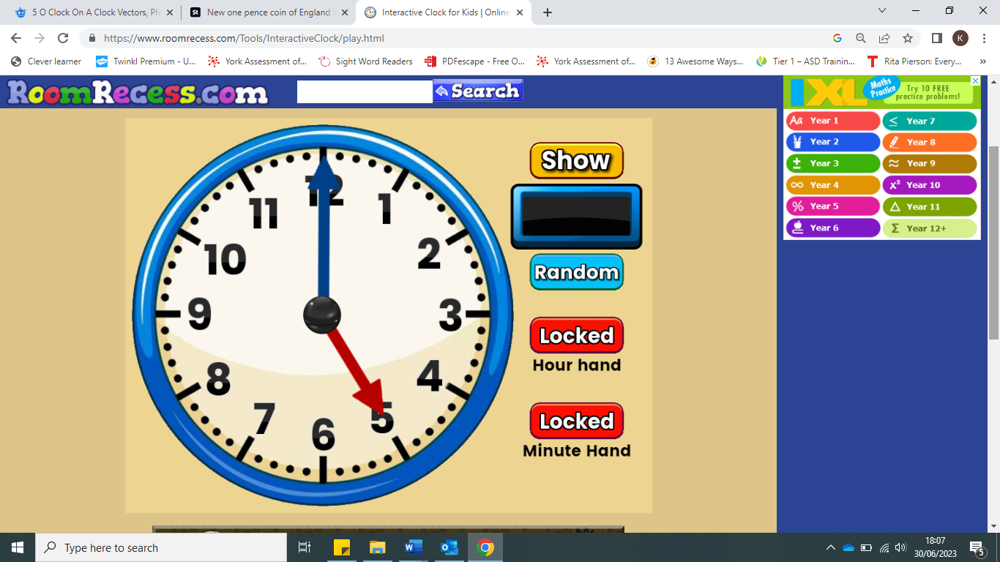 5 O Clock On A Clock Vectors, Ph
New one pence coin of England
Interactive Clock for Kids | Online
https://www.roomrecess.com/Tools/InteractiveClock/play.html
K
Clever learner
Twinkl Premium - U...
York Assessment of...
Sight Word Readers
PDFescape - Free O...
York Assessment of...
13 Awesome Ways...
Tier 1 – ASD Trainin...
Rita Pierson: Every...
RoomRecess.com
Search
IXL
Maths Practice
Try 10 FREE
practice problems!
Aa Year 1
≤ Year 7
Year 2
Year 8
± Year 3
≈ Year 9
∞ Year 4
x² Year 10
% Year 5
△ Year 11
Year 6
Σ Year 12+
12
1
2
3
4
5
6
7
8
9
10
11
Show
Random
Locked
Hour hand
Locked
Minute Hand
Type here to search
18:07
30/06/2023
5